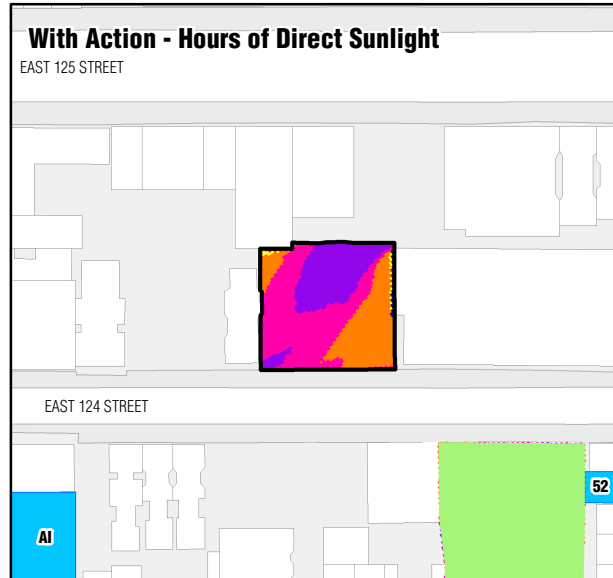 With Action - Hours of Direct Sunlight
EAST 125 STREET
EAST 124 STREET
52
AI